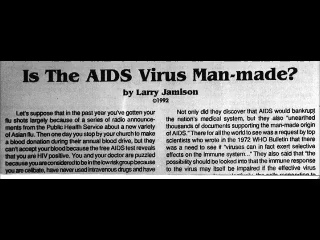 Is The AIDS Virus Man-made?
by Larry Jamison
©1992
Let's suppose that in the past year you've gotten your
flu shots largely because of a series of radio announce-
ments from the Public Health Service about a new variety
of Asian flu. Then one day you stop by your church to make
a blood donation during their annual blood drive, but they
can't accept your blood because the free AIDS test reveals
that you are HIV positive. You and your doctor are puzzled
because you are considered to be in the low risk group because
you are celibate, have never used intravenous drugs and have
Not only did they discover that AIDS would bankrupt
the nation's medical system, but they also "unearthed
thousands of documents supporting the man-made origin
of AIDS." There for all the world to see was a request by top
scientists who wrote in the 1972 WHO Bulletin that there
was a need to see if "viruses can in fact exert selective
effects on the immune system..." They also said that "the
possibility should be looked into that the immune response
to the virus may itself be impaired if the effective virus